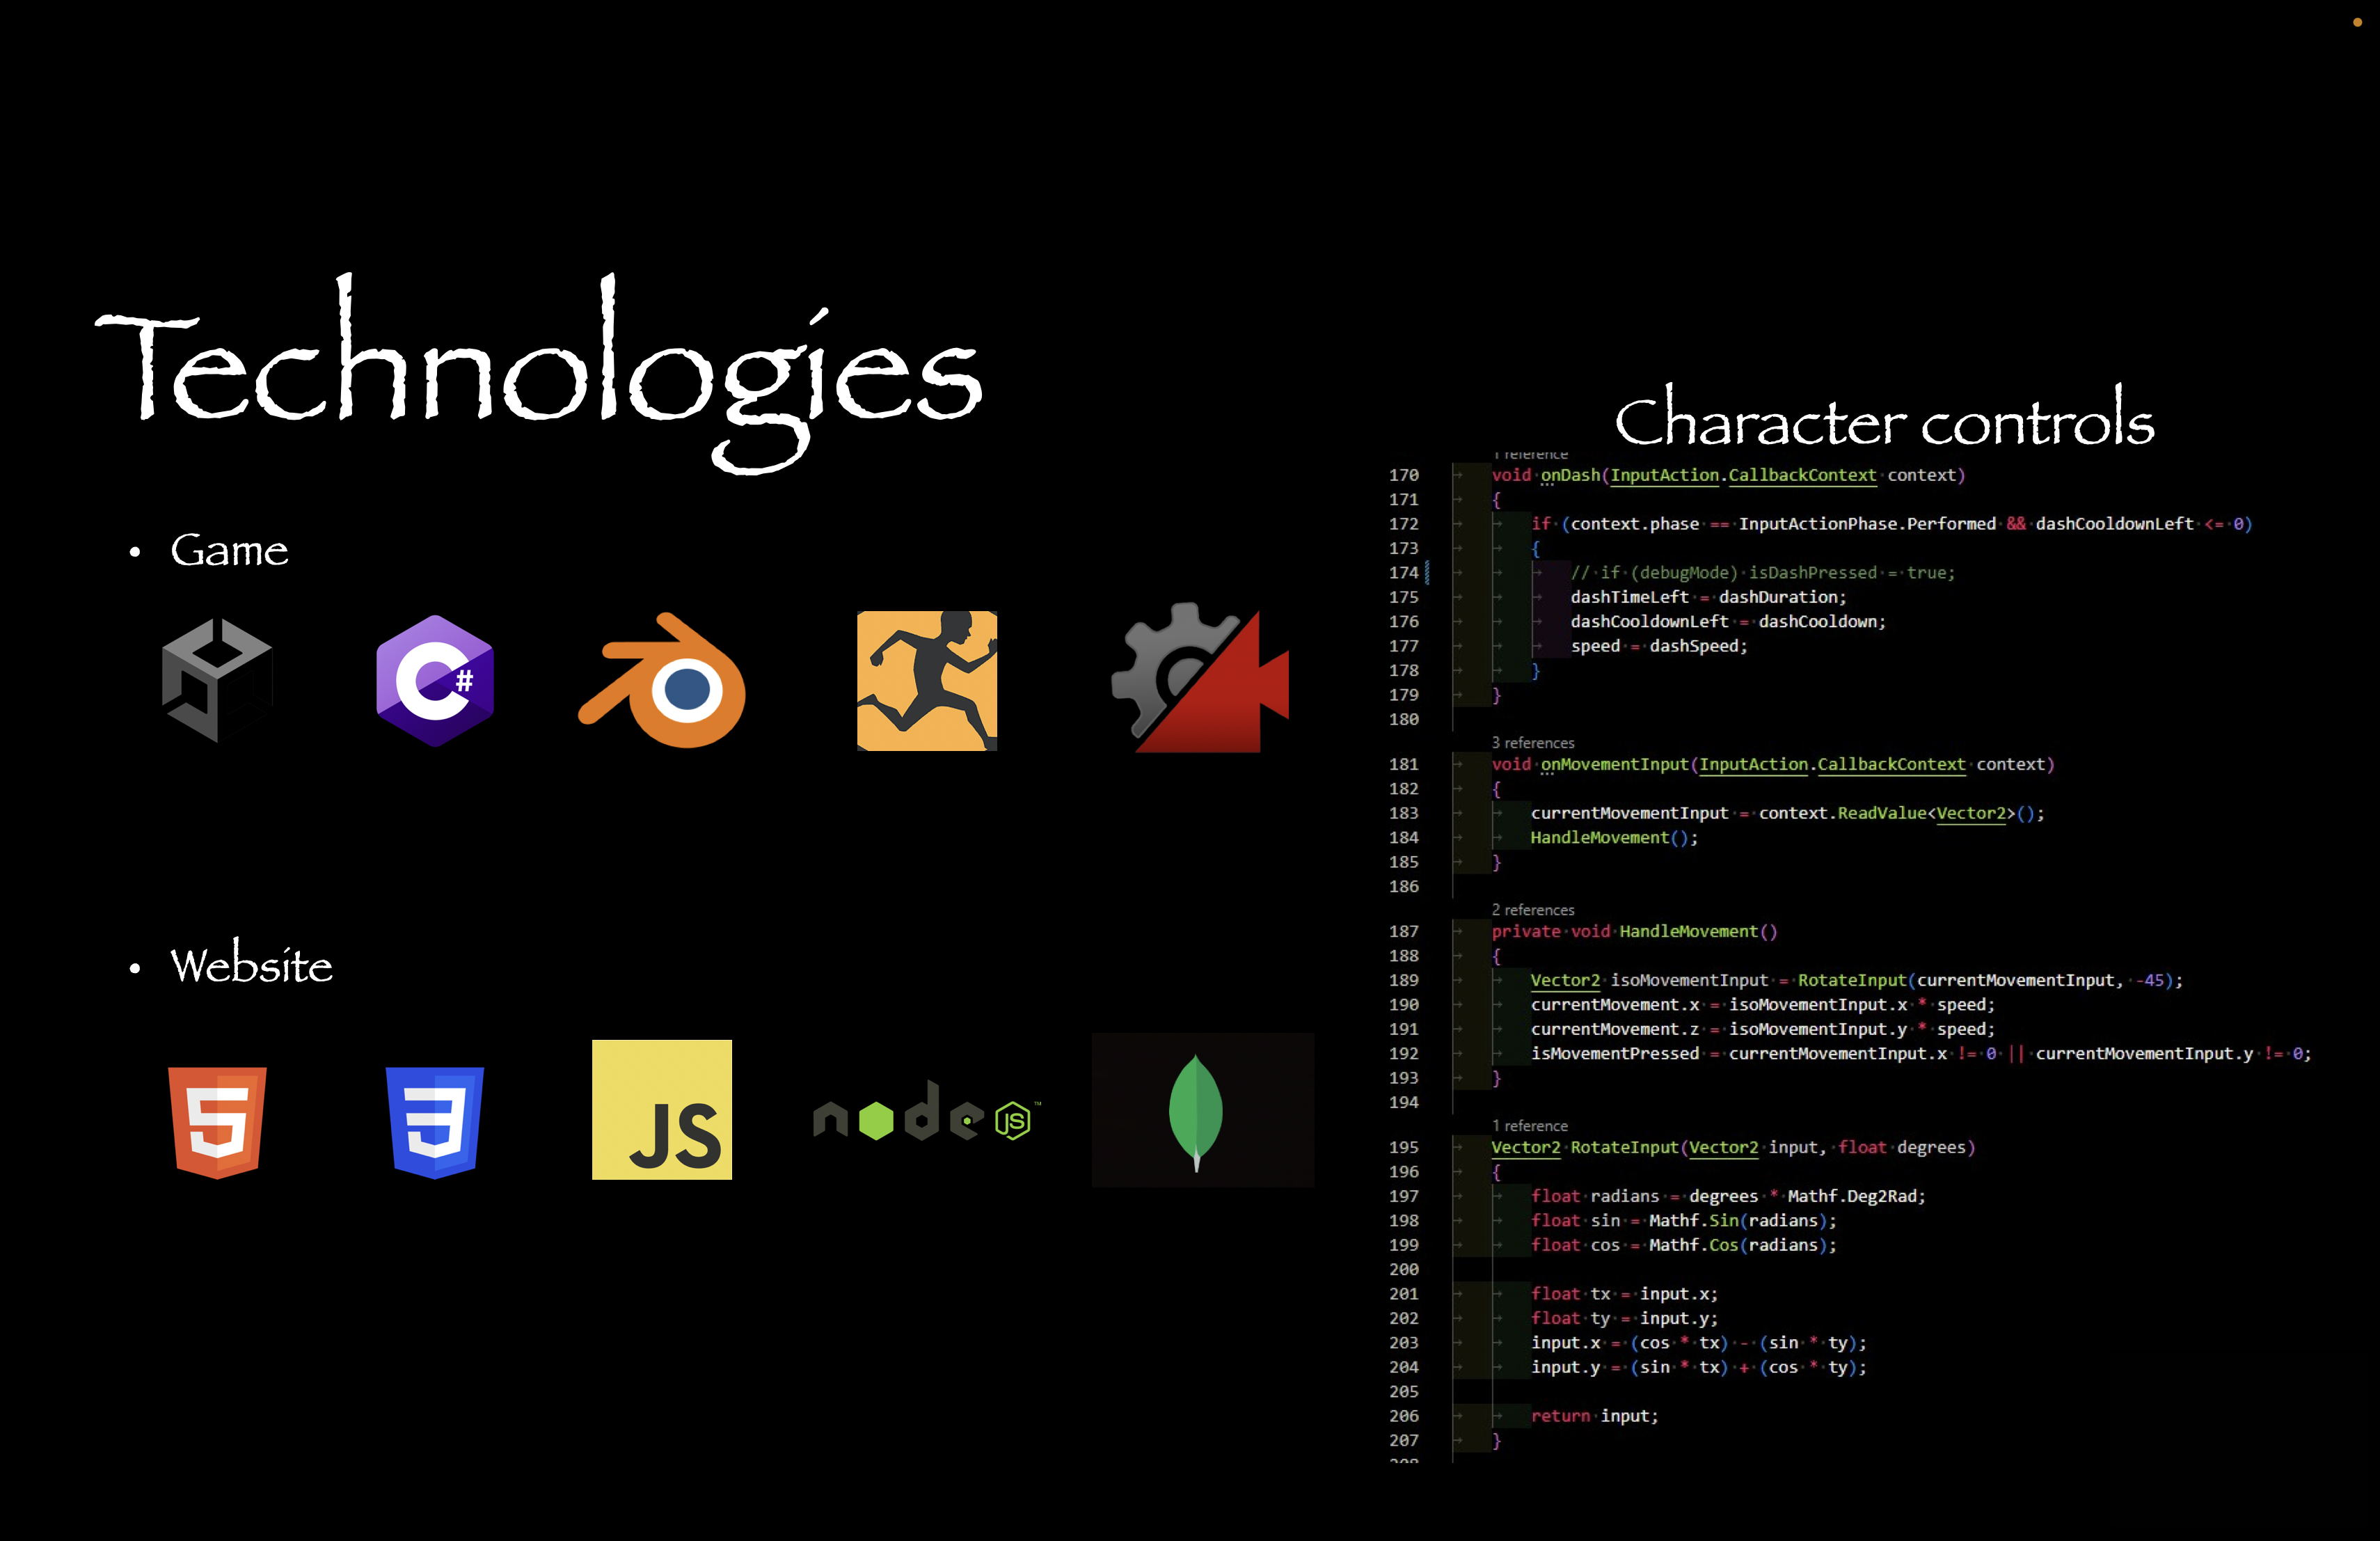 Technologies
• Game
C#
• Website
5
3
JS
node
JS
™
Character controls
1 reference
170 void onDash(InputAction.CallbackContext context)
171 {
172 if (context.phase == InputActionPhase.Performed && dashCooldownLeft <= 0)
173 {
174 // if (debugMode) isDashPressed = true;
175 dashTimeLeft = dashDuration;
176 dashCooldownLeft = dashCooldown;
177 speed = dashSpeed;
178 }
179 }
180
3 references
181 void onMovementInput(InputAction.CallbackContext context)
182 {
183 currentMovementInput = context.ReadValue<Vector2>();
184 HandleMovement();
185 }
186
2 references
187 private void HandleMovement()
188 {
189 Vector2 isoMovementInput = RotateInput(currentMovementInput, -45);
190 currentMovement.x = isoMovementInput.x * speed;
191 currentMovement.z = isoMovementInput.y * speed;
192 isMovementPressed = currentMovementInput.x != 0 || currentMovementInput.y != 0;
193 }
194
1 reference
195 Vector2 RotateInput(Vector2 input, float degrees)
196 {
197 float radians = degrees * Mathf.Deg2Rad;
198 float sin = Mathf.Sin(radians);
199 float cos = Mathf.Cos(radians);
200
201 float tx = input.x;
202 float ty = input.y;
203 input.x = (cos * tx) - (sin * ty);
204 input.y = (sin * tx) + (cos * ty);
205
206 return input;
207 }
208